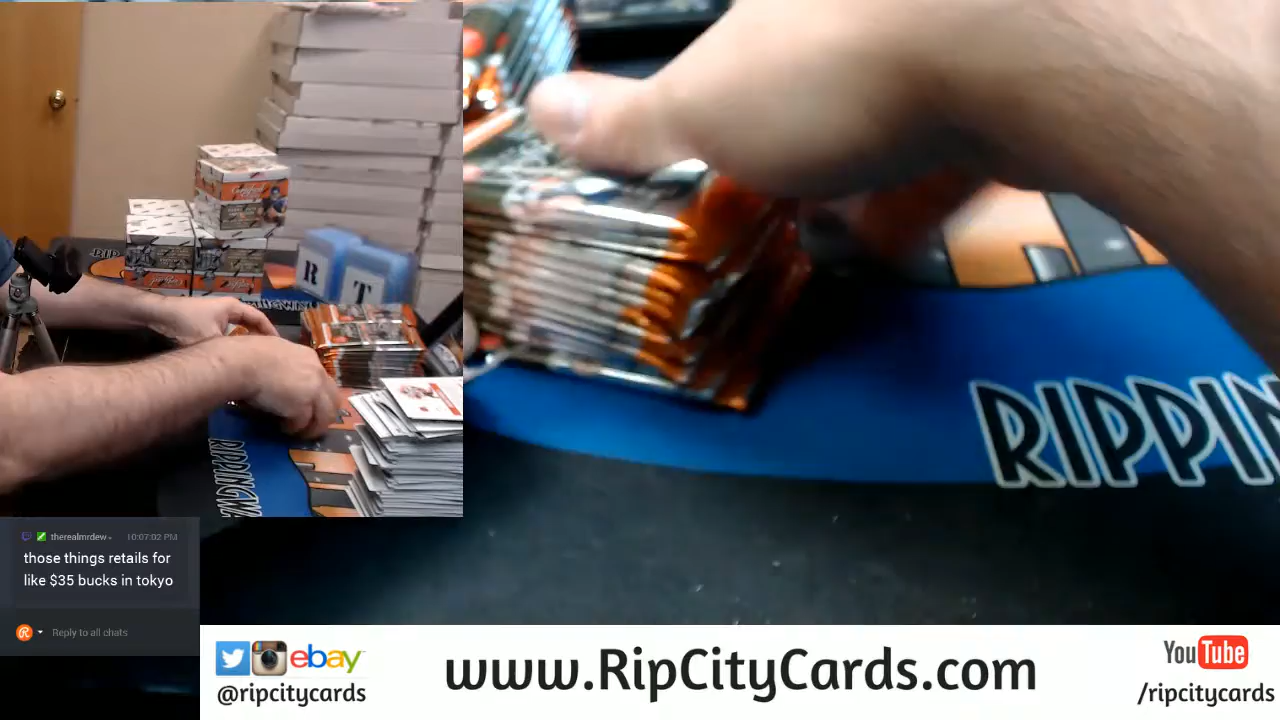 R
T
RIPPINGW
RIPPIN
therealmrdew
10:07:02 PM
those things retails for
like $35 bucks in tokyo
Reply to all chats
ebay
@ripcitycards
www.RipCityCards.com
YouTube
/ripcitycards